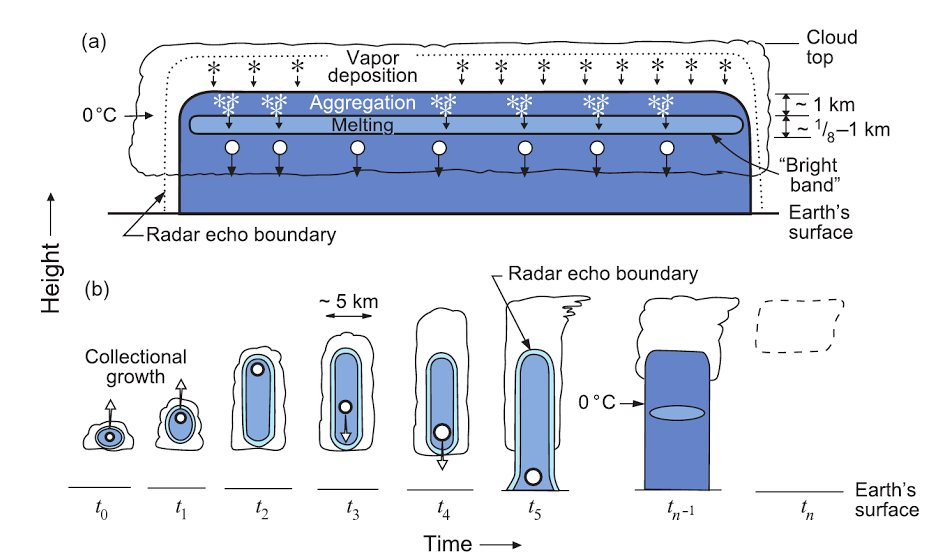 (a)
Cloud
top
Vapor
deposition
0 °C
Aggregation
~ 1 km
Melting
~ 1/8–1 km
“Bright
band”
Earth’s
surface
Radar echo boundary
Height
(b)
Radar echo boundary
~ 5 km
Collectional
growth
0 °C
t0
t1
t2
t3
t4
t5
tn-1
tn
Earth’s
surface
Time